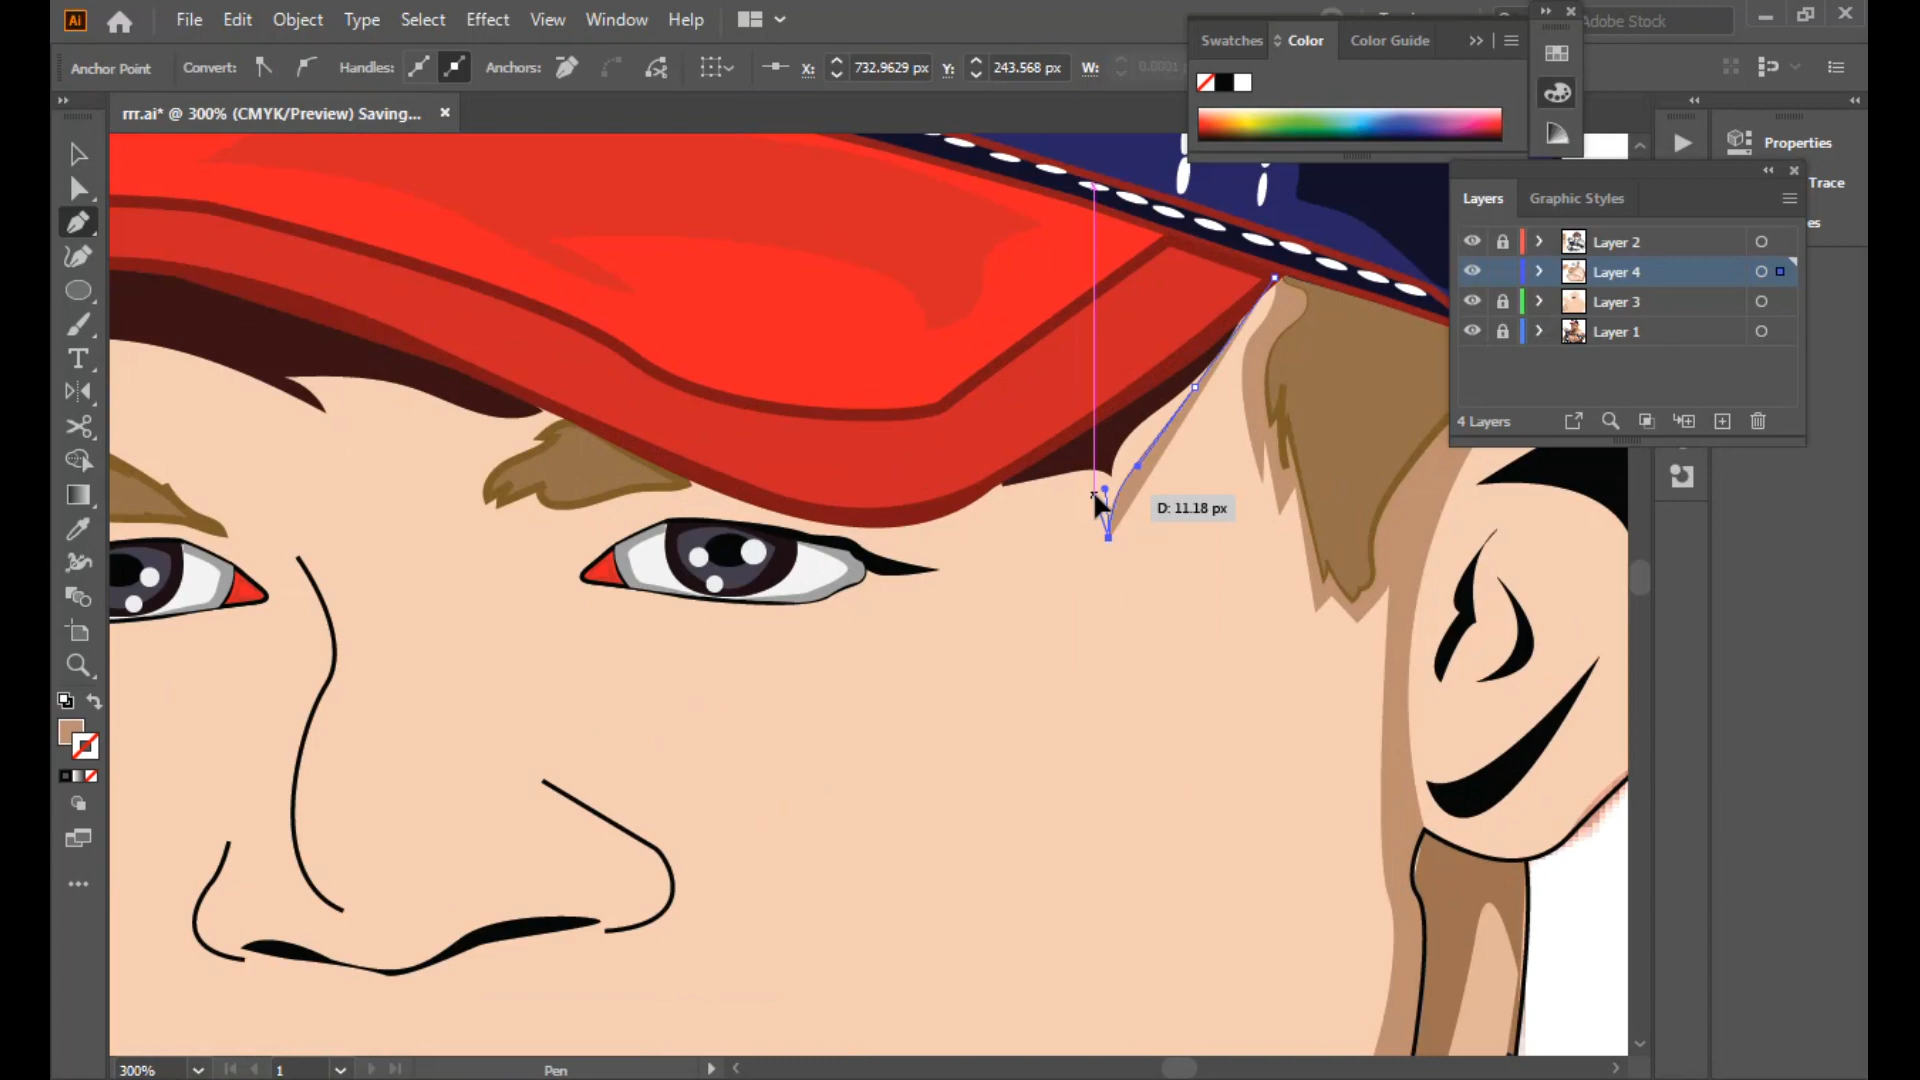 Ai File Edit Object Type Select Effect View Window Help
Adobe Stock
Anchor Point Convert: Handles: Anchors: X: 732.9629 px Y: 243.568 px W: 0.0001
Swatches Color Color Guide
rrr.ai* @ 300% (CMYK/Preview) Saving...
Properties
Trace
Layers Graphic Styles
Layer 2
Layer 4
Layer 3
Layer 1
4 Layers
D: 11.18 px
300% 1 Pen